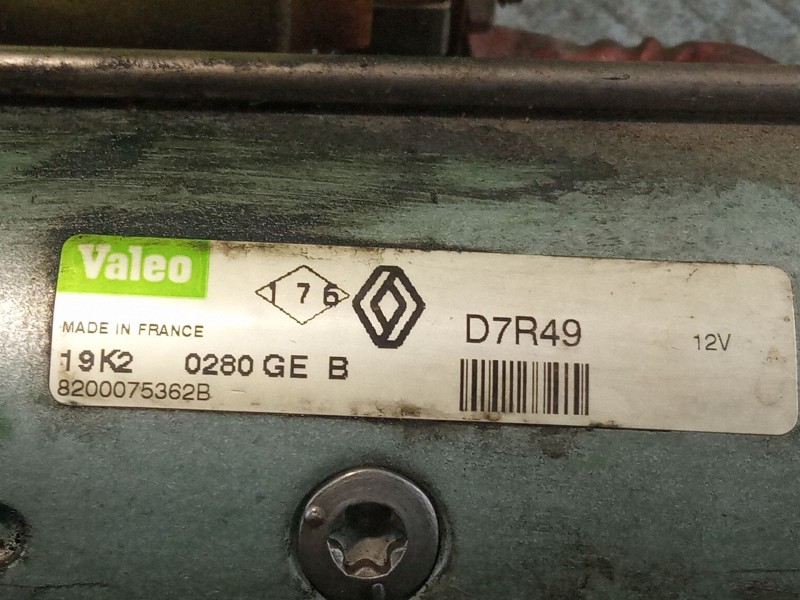 Valeo
176
D7R49
12V
MADE IN FRANCE
19K2 0280 GE B
8200075362B